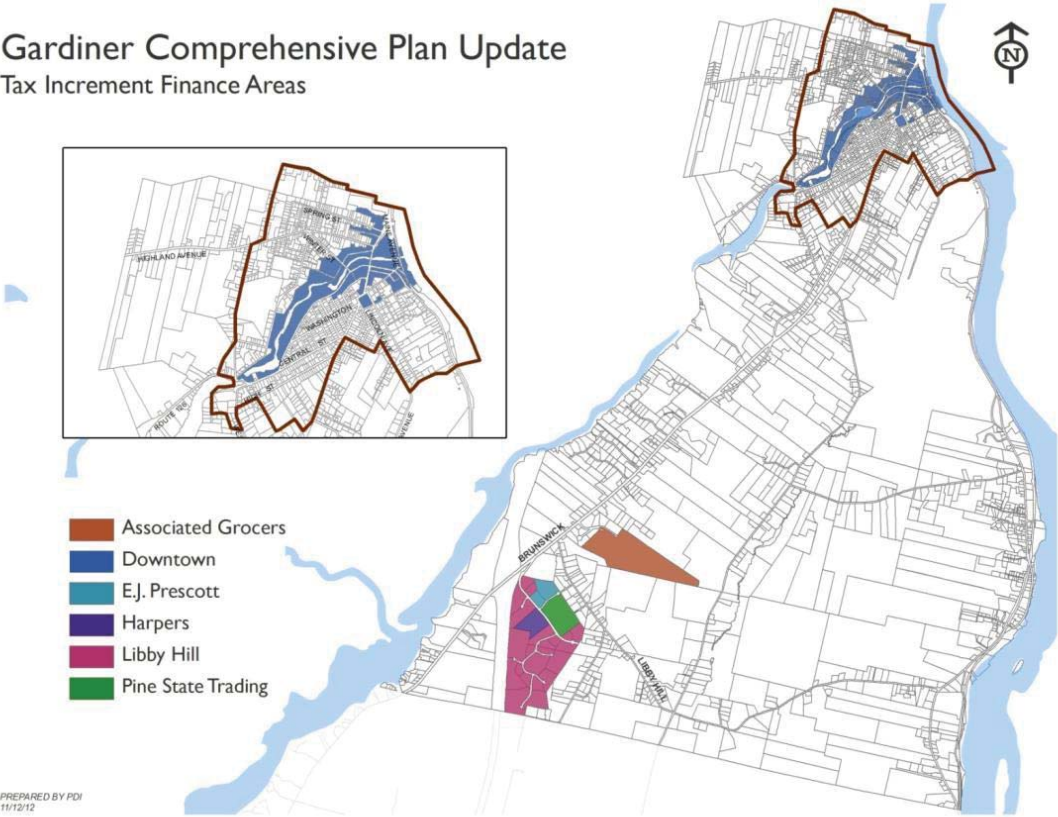 Gardiner Comprehensive Plan Update
Tax Increment Finance Areas
N
SPRING ST
HIGHLAND AVENUE
WASHINGTON
CENTRAL ST
ROUTE 126
AVENUE
BRUNSWICK
LIBBY HILL
Associated Grocers
Downtown
E.J. Prescott
Harpers
Libby Hill
Pine State Trading
PREPARED BY PDI
11/12/12